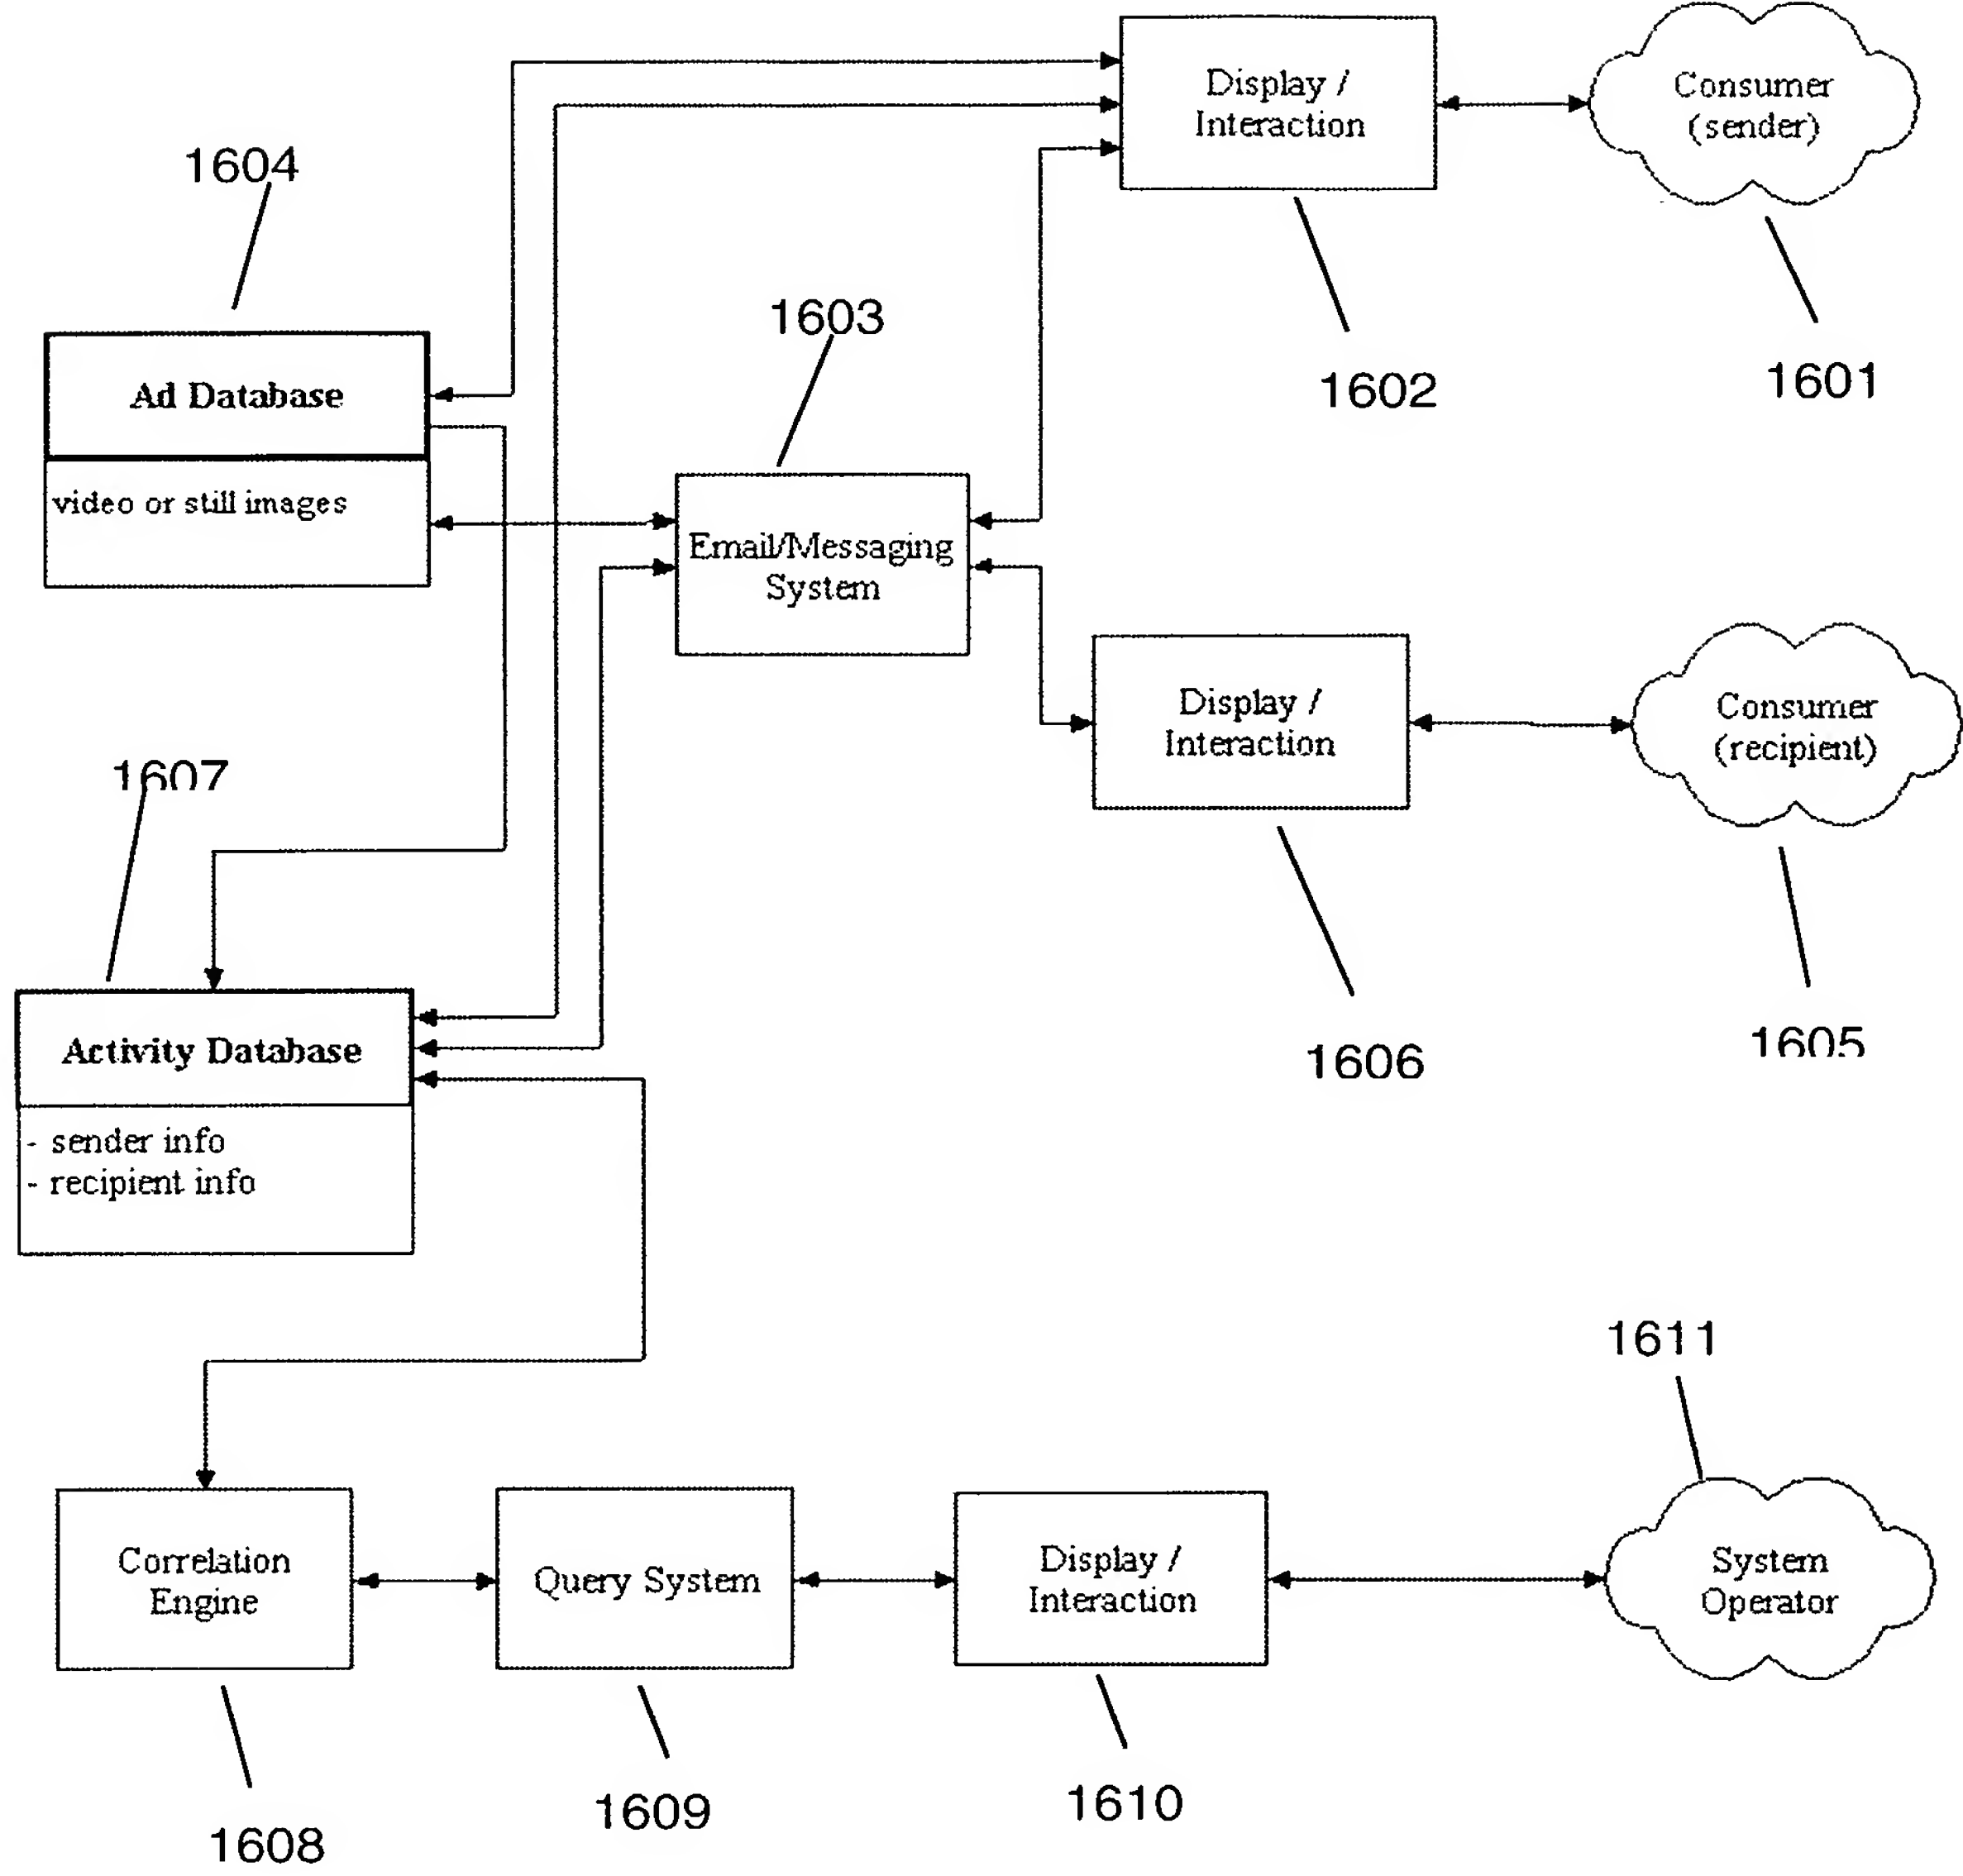 Display /
Interaction
Consumer
(sender)
1604
1603
1602
1601
Ad Database
video or still images
Email/Messaging
System
Display /
Interaction
Consumer
(recipient)
1607
1606
1605
Activity Database
- sender info
- recipient info
1611
Correlation
Engine
Query System
Display /
Interaction
System
Operator
1608
1609
1610